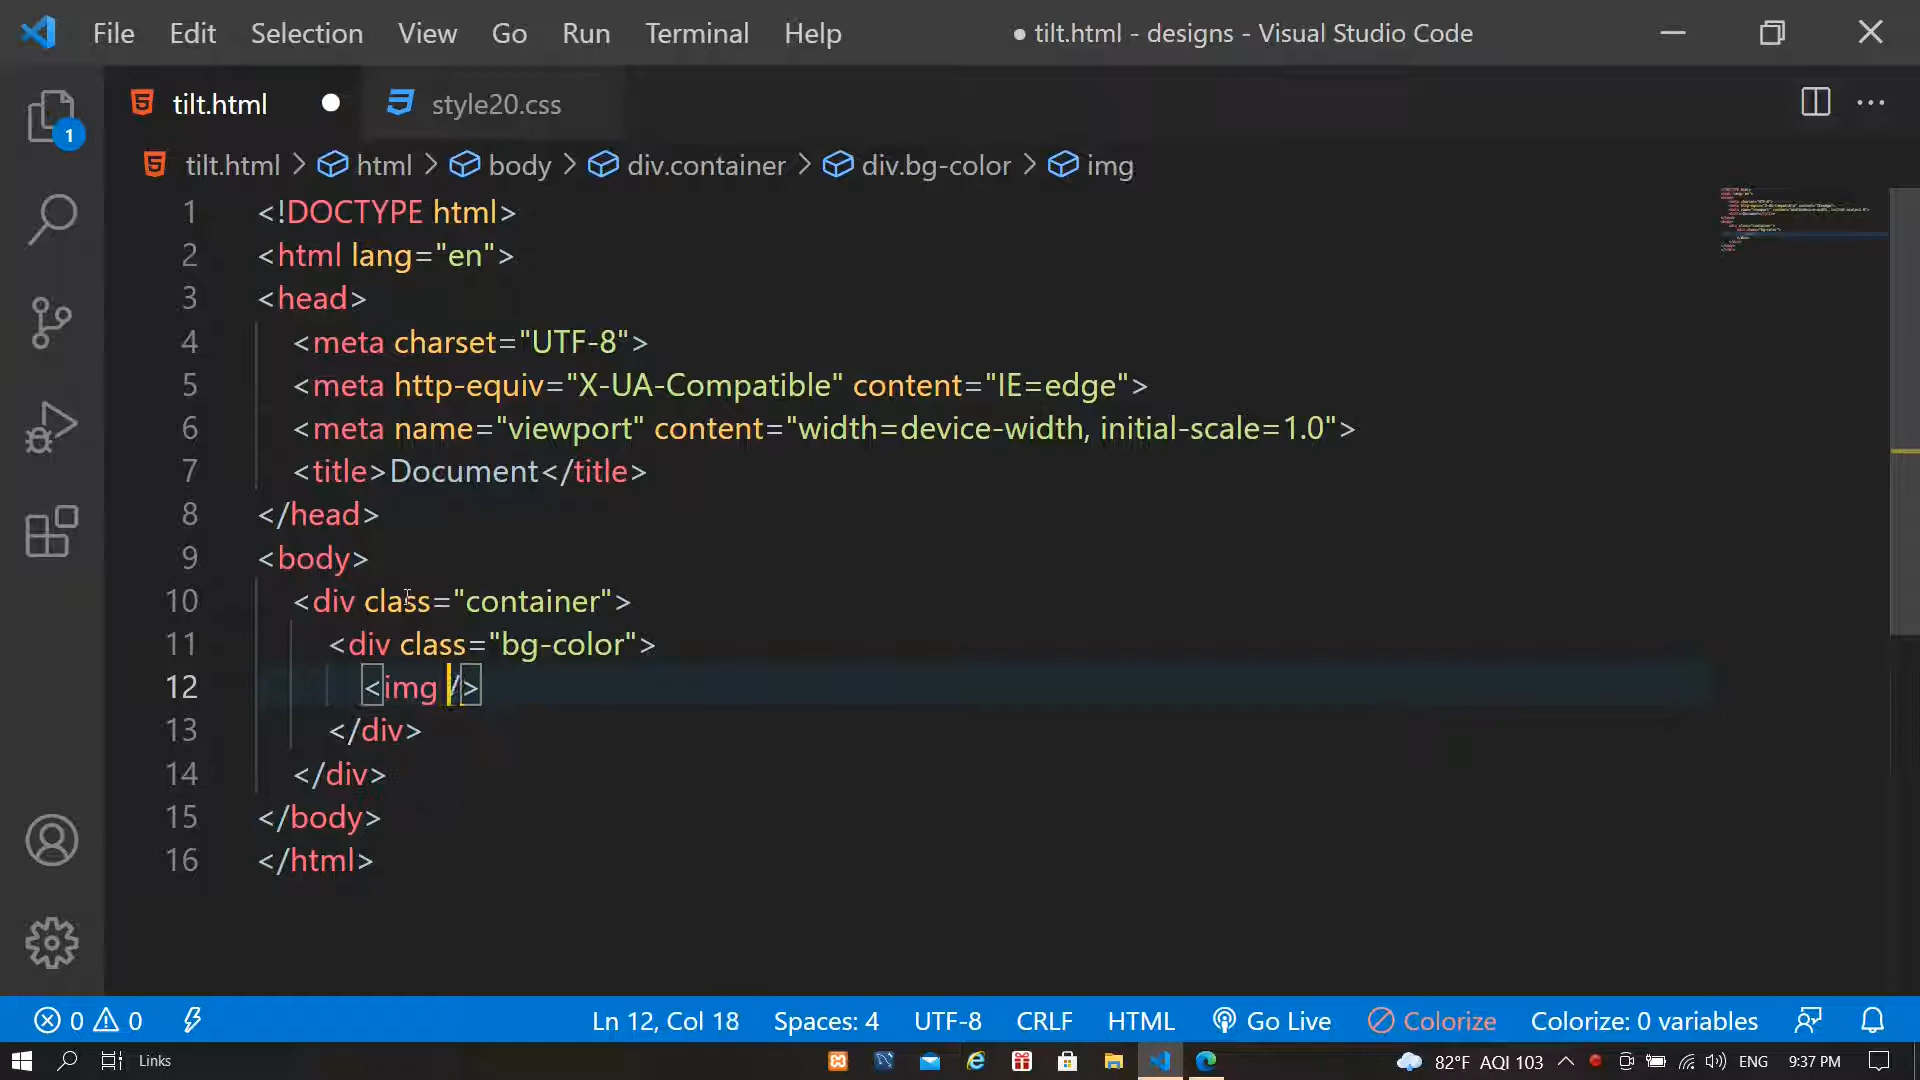 File Edit Selection View Go Run Terminal Help ● tilt.html - designs - Visual Studio Code
tilt.html style20.css
tilt.html > html > body > div.container > div.bg-color > img
1 <!DOCTYPE html>
2 <html lang="en">
3 <head>
4 <meta charset="UTF-8">
5 <meta http-equiv="X-UA-Compatible" content="IE=edge">
6 <meta name="viewport" content="width=device-width, initial-scale=1.0">
7 <title>Document</title>
8 </head>
9 <body>
10 <div class="container">
11 <div class="bg-color">
12 <img />
13 </div>
14 </div>
15 </body>
16 </html>
1
0 0 Ln 12, Col 18 Spaces: 4 UTF-8 CRLF HTML Go Live Colorize Colorize: 0 variables
Links 82°F AQI 103 ENG 9:37 PM